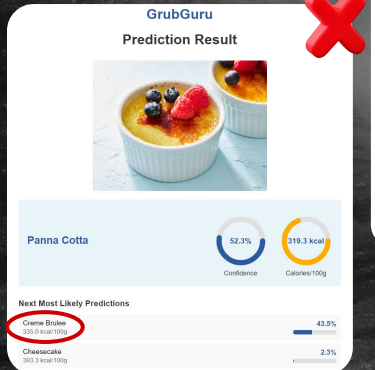 GrubGuru
Prediction Result
Panna Cotta
52.3%
319.3 kcal
Confidence
Calories/100g
Next Most Likely Predictions
Creme Brulee
43.5%
335.0 kcal/100g
Cheesecake
2.3%
393.3 kcal/100g